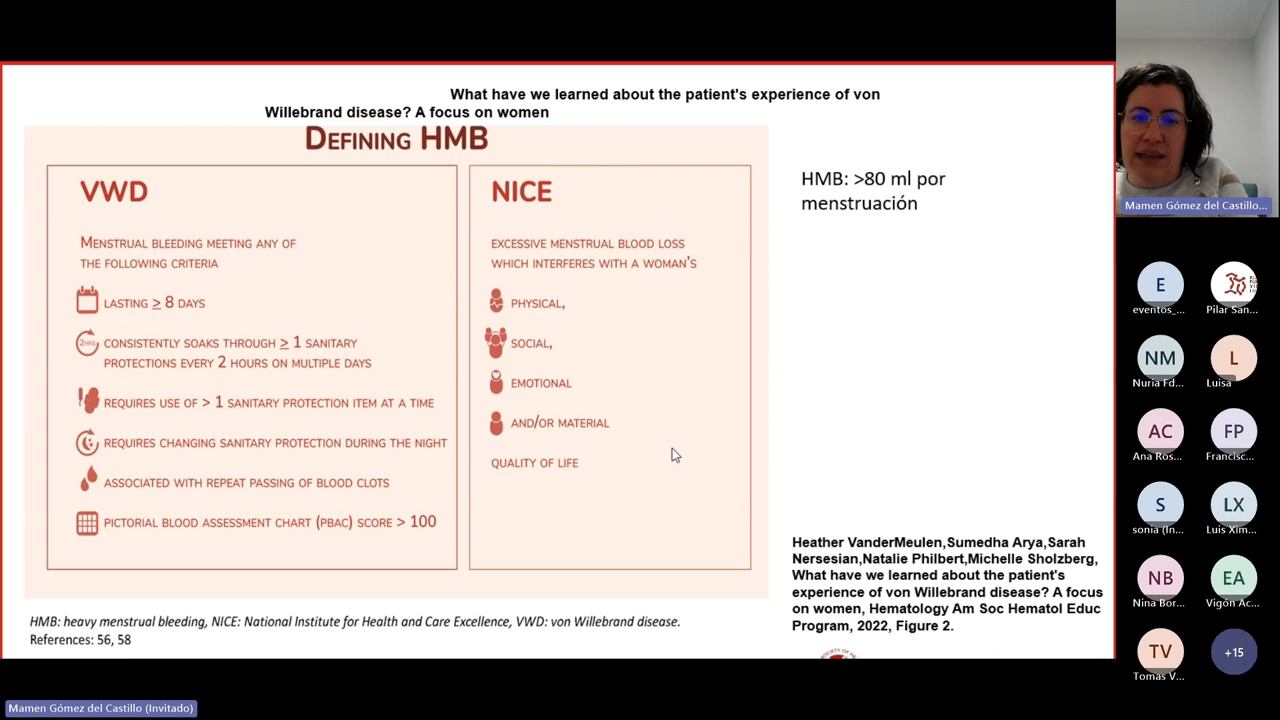 What have we learned about the patient's experience of von
Willebrand disease? A focus on women
DEFINING HMB
VWD
MENSTRUAL BLEEDING MEETING ANY OF
THE FOLLOWING CRITERIA
LASTING ≥ 8 DAYS
2HRS
CONSISTENTLY SOAKS THROUGH ≥ 1 SANITARY
PROTECTIONS EVERY 2 HOURS ON MULTIPLE DAYS
REQUIRES USE OF > 1 SANITARY PROTECTION ITEM AT A TIME
REQUIRES CHANGING SANITARY PROTECTION DURING THE NIGHT
ASSOCIATED WITH REPEAT PASSING OF BLOOD CLOTS
PICTORIAL BLOOD ASSESSMENT CHART (PBAC) SCORE > 100
NICE
EXCESSIVE MENSTRUAL BLOOD LOSS
WHICH INTERFERES WITH A WOMAN'S
PHYSICAL,
SOCIAL,
EMOTIONAL
AND/OR MATERIAL
QUALITY OF LIFE
HMB: >80 ml por
menstruación
Heather VanderMeulen,Sumedha Arya,Sarah
Nersesian,Natalie Philbert,Michelle Sholzberg,
What have we learned about the patient's
experience of von Willebrand disease? A focus
on women, Hematology Am Soc Hematol Educ
Program, 2022, Figure 2.
HMB: heavy menstrual bleeding, NICE: National Institute for Health and Care Excellence, VWD: von Willebrand disease.
References: 56, 58
Mamen Gómez del Castillo (Invitado)
Mamen Gómez del Castillo...
E
eventos_...
Pilar San...
NM
Nuria Fd...
L
Luisa
AC
Ana Ros...
FP
Francisc...
S
sonia (In...
LX
Luis Xim...
NB
Nina Bor...
EA
Vigón Ac...
TV
Tomas V...
+15